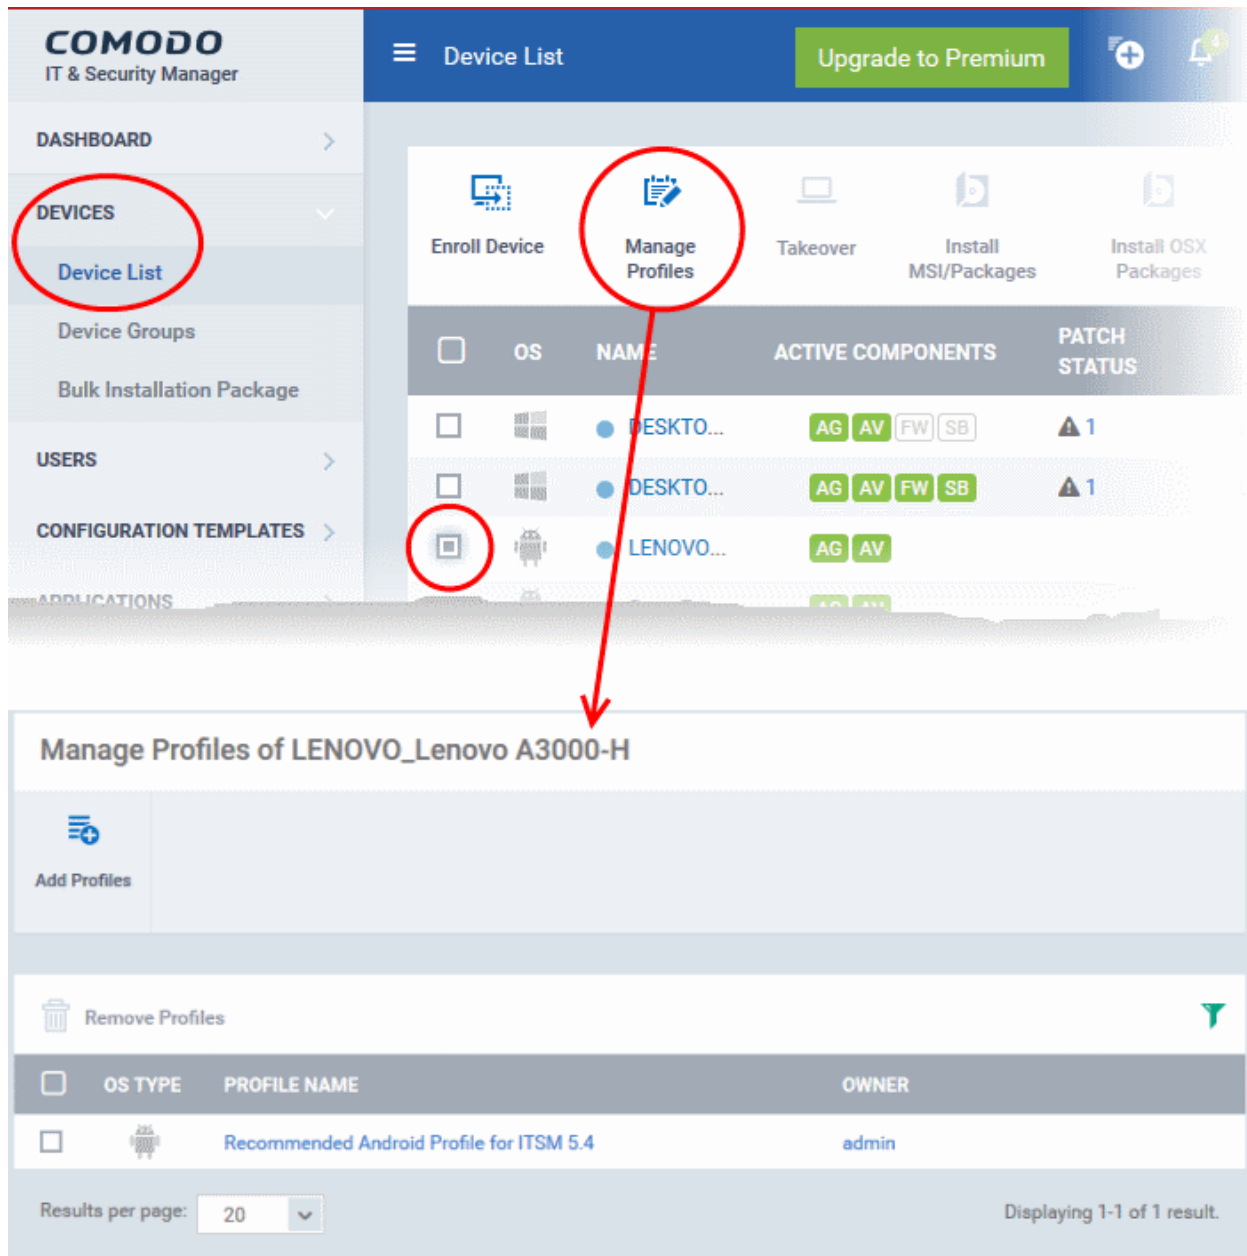 COMODO
IT & Security Manager
Device List
Upgrade to Premium
4
DASHBOARD
DEVICES
Device List
Device Groups
Bulk Installation Package
USERS
CONFIGURATION TEMPLATES
APPLICATIONS
Enroll Device
Manage
Profiles
Takeover
Install
MSI/Packages
Install OSX
Packages
OS NAME ACTIVE COMPONENTS PATCH
STATUS
DESKTO... AG AV FW SB 1
DESKTO... AG AV FW SB 1
LENOVO... AG AV
AG AV
Manage Profiles of LENOVO_Lenovo A3000-H
Add Profiles
Remove Profiles
OS TYPE PROFILE NAME OWNER
Recommended Android Profile for ITSM 5.4 admin
Results per page: 20 Displaying 1-1 of 1 result.